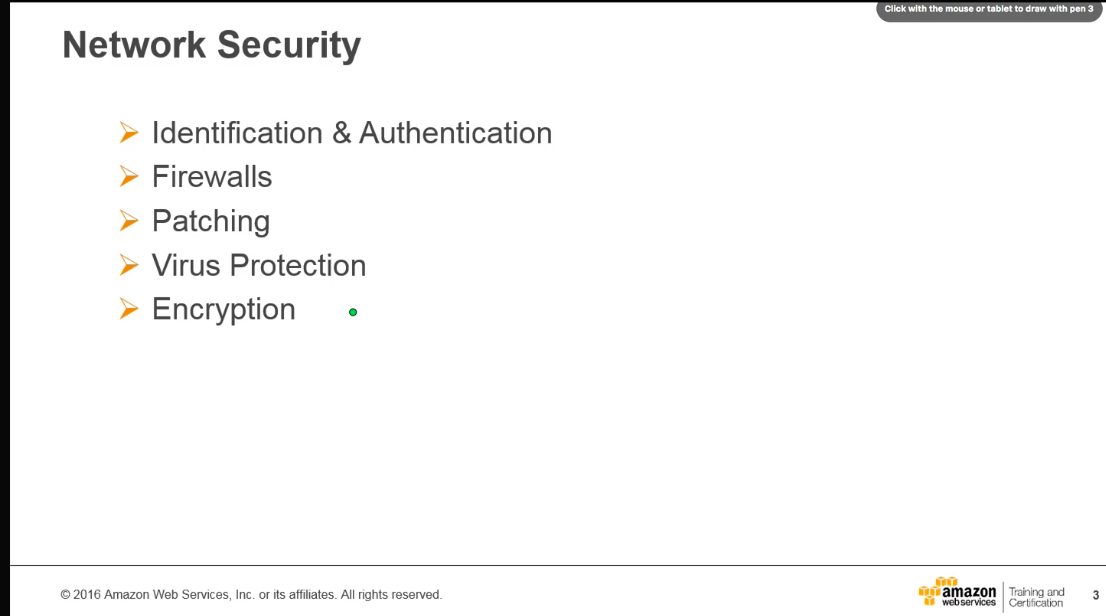 Click with the mouse or tablet to draw with pen 3
Network Security
Identification & Authentication
Firewalls
Patching
Virus Protection
Encryption
© 2016 Amazon Web Services, Inc. or its affiliates. All rights reserved.
amazon
web services
Training and
Certification
3